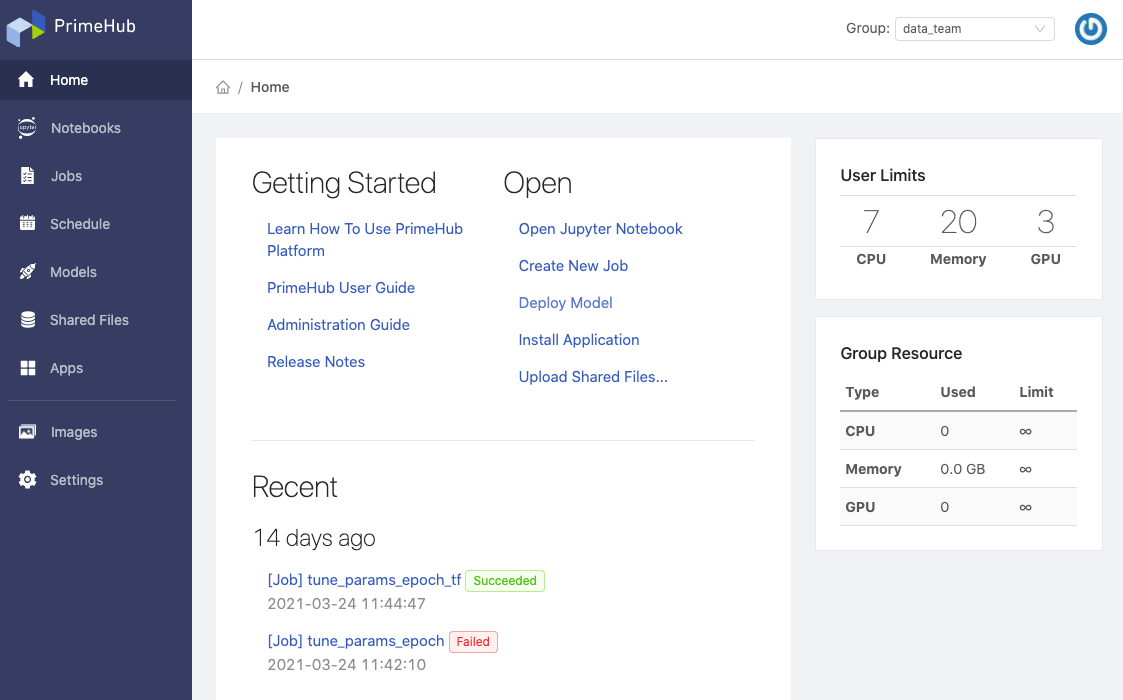 PrimeHub
Group: data_team
Home
Notebooks
Jobs
Schedule
Models
Shared Files
Apps
Images
Settings
/ Home
Getting Started
Learn How To Use PrimeHub
Platform
PrimeHub User Guide
Administration Guide
Release Notes
Open
Open Jupyter Notebook
Create New Job
Deploy Model
Install Application
Upload Shared Files...
Recent
14 days ago
[Job] tune_params_epoch_tf Succeeded
2021-03-24 11:44:47
[Job] tune_params_epoch Failed
2021-03-24 11:42:10
User Limits
7 20 3
CPU Memory GPU
Group Resource
Type Used Limit
CPU 0 ∞
Memory 0.0 GB ∞
GPU 0 ∞